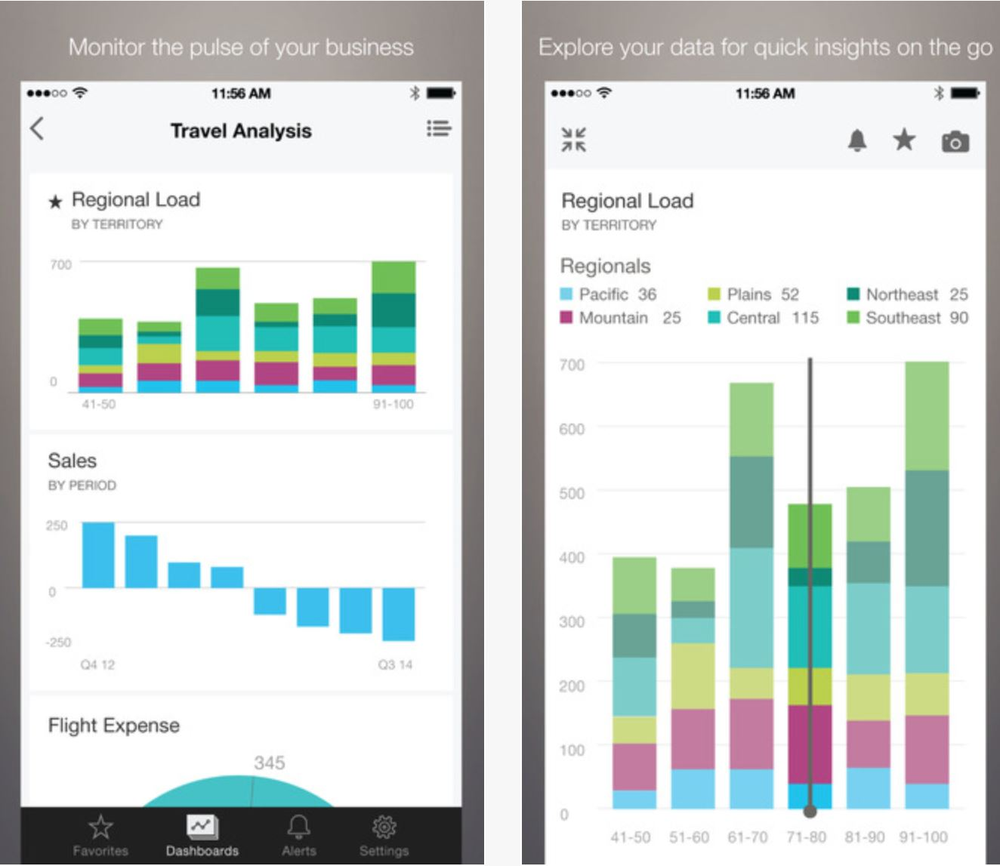 Monitor the pulse of your business
11:56 AM
Travel Analysis
Regional Load
BY TERRITORY
700
0
41-50 91-100
Sales
BY PERIOD
250
0
-250
Q4 12 Q3 14
Flight Expense
345
Favorites Dashboards Alerts Settings
Explore your data for quick insights on the go
11:56 AM
Regional Load
BY TERRITORY
Regionals
Pacific 36 Plains 52 Northeast 25
Mountain 25 Central 115 Southeast 90
700
600
500
400
300
200
100
0
41-50 51-60 61-70 71-80 81-90 91-100